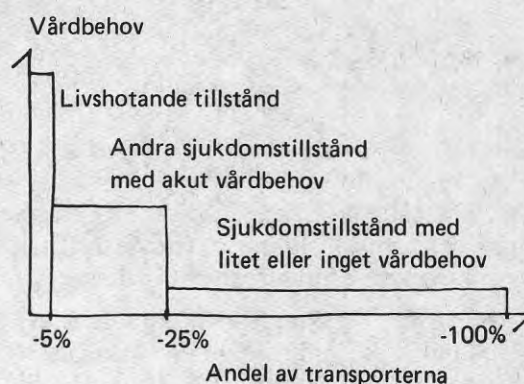 Vårdbehov
Livshotande tillstånd
Andra sjukdomstillstånd
med akut vårdbehov
Sjukdomstillstånd med
litet eller inget vårdbehov
-5%
-25%
-100%
Andel av transporterna